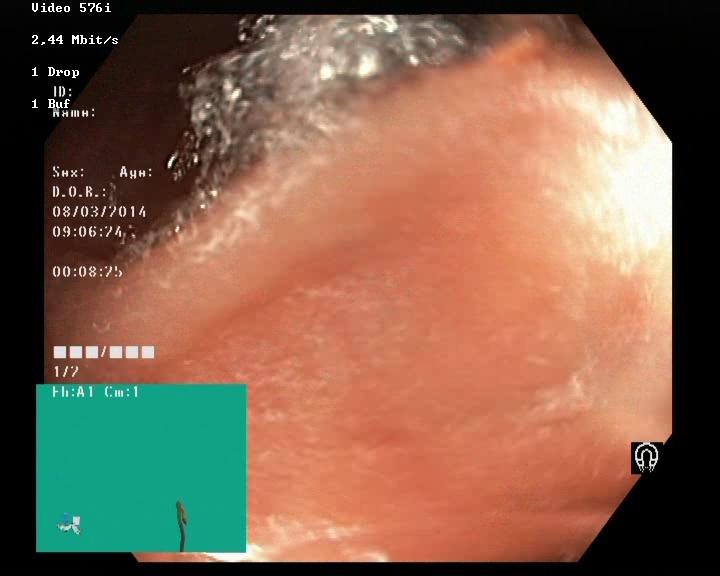 Video 576i
2,44 Mbit/s
1 Drop
ID:
1 Buf
Name:
Sex: Age:
D.O.B.:
08/03/2014
09:06:24
00:08:25
1/2
Eh:A1 Cm:1